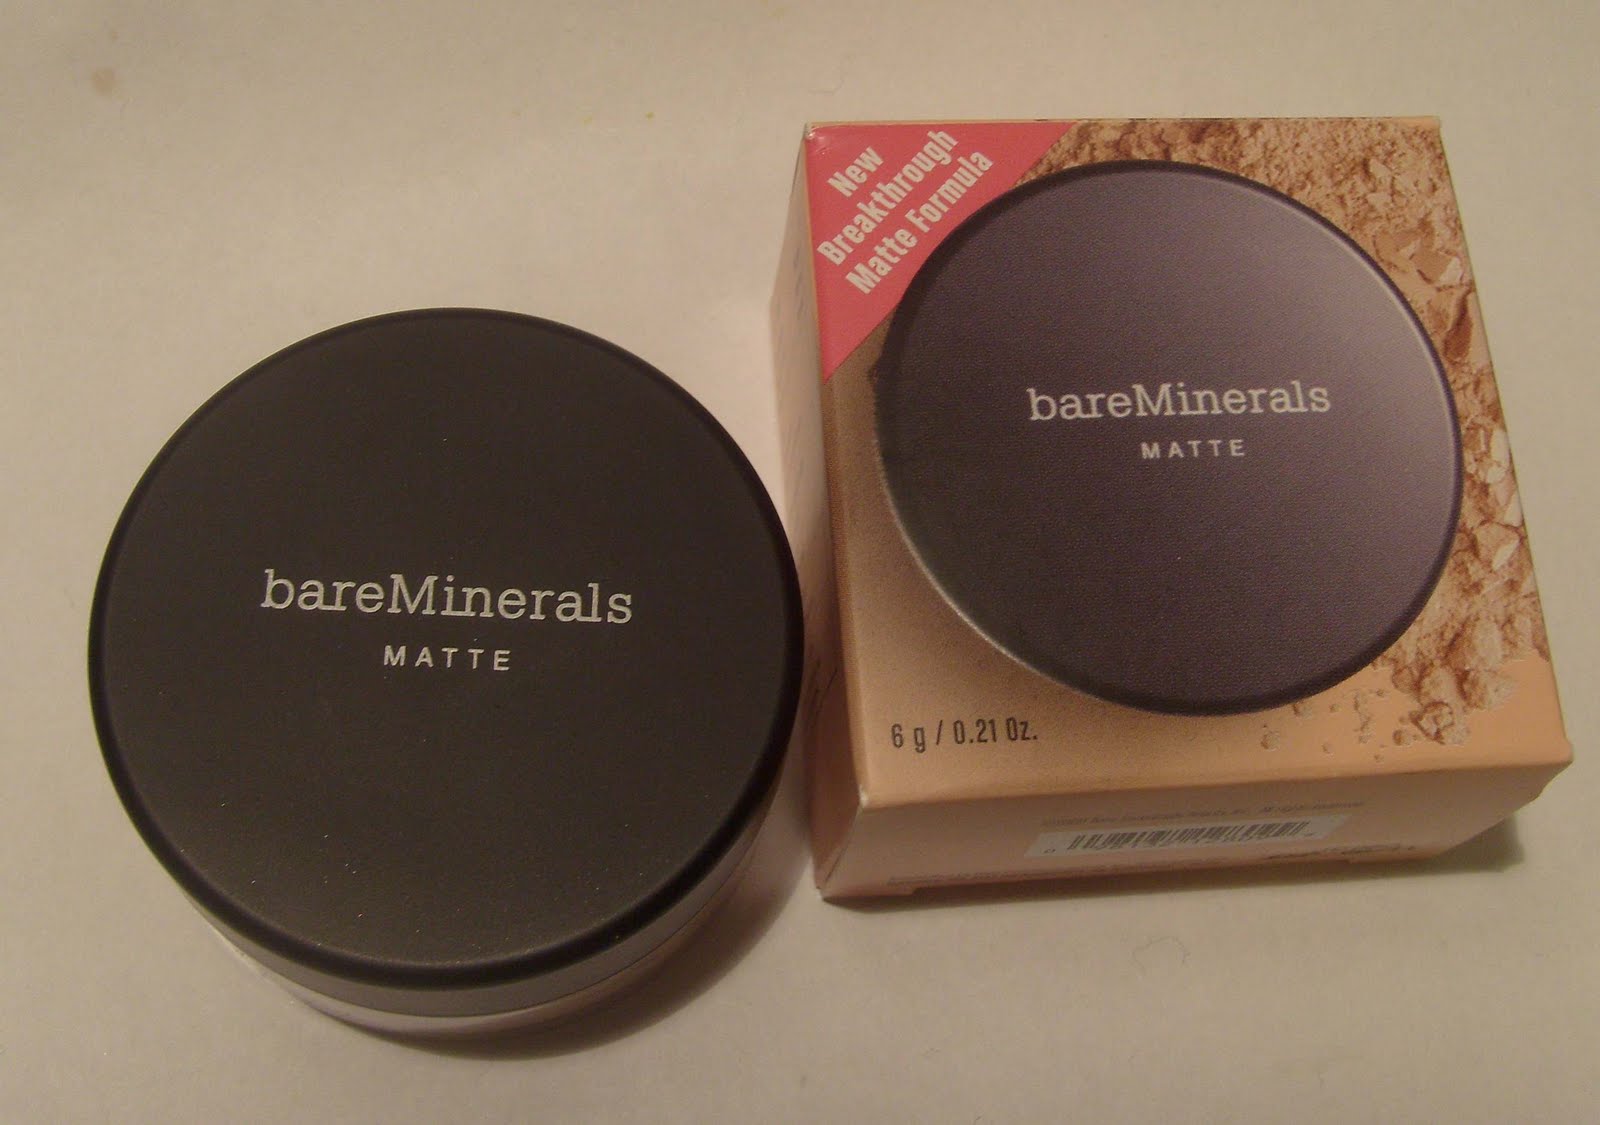 bareMinerals
MATTE
New
Breakthrough
Matte Formula
bareMinerals
MATTE
6 g / 0.21 Oz.